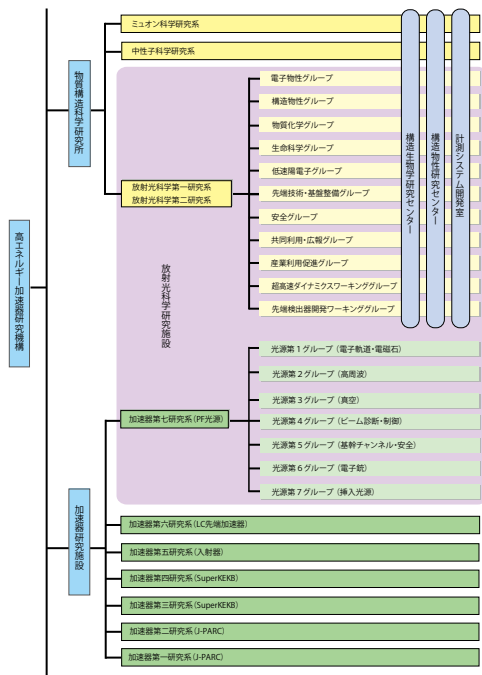 高エネルギー加速器研究機構
物質構造科学研究所
ミュオン科学研究系
中性子科学研究系
放射光科学第一研究系
放射光科学第二研究系
放射光科学研究施設
電子物性グループ
構造物性グループ
物質化学グループ
生命科学グループ
低速陽電子グループ
先端技術・基盤整備グループ
安全グループ
共同利用・広報グループ
産業利用促進グループ
超高速ダイナミクスワーキンググループ
先端検出器開発ワーキンググループ
構造生物学研究センター
構造物性研究センター
計測システム開発室
加速器研究施設
加速器第七研究系(PF光源)
光源第1グループ(電子軌道・電磁石)
光源第2グループ(高周波)
光源第3グループ(真空)
光源第4グループ(ビーム診断・制御)
光源第5グループ(基幹チャンネル・安全)
光源第6グループ(電子銃)
光源第7グループ(挿入光源)
加速器第六研究系(LC先端加速器)
加速器第五研究系(入射器)
加速器第四研究系(SuperKEKB)
加速器第三研究系(SuperKEKB)
加速器第二研究系(J-PARC)
加速器第一研究系(J-PARC)